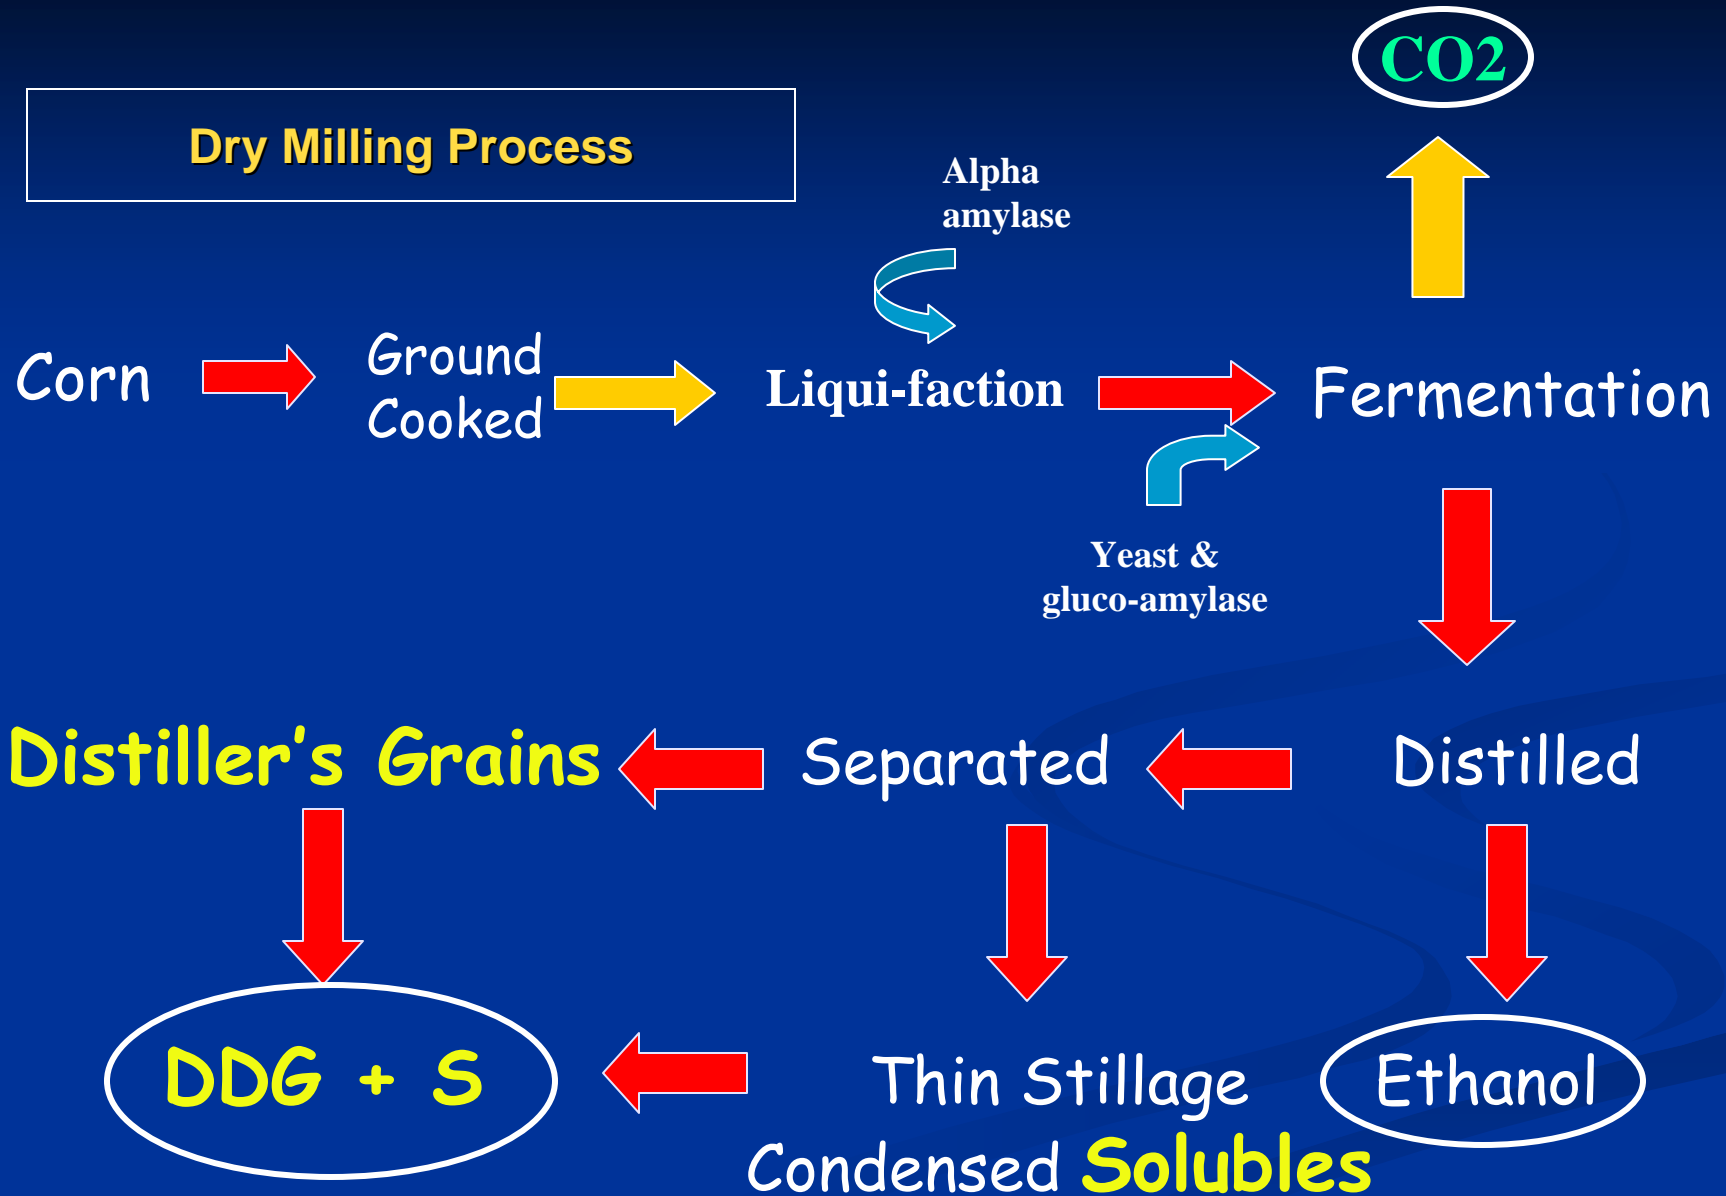 CO2
Dry Milling Process
Alpha
amylase
Corn
Ground
Cooked
Liqui-faction
Fermentation
Yeast &
gluco-amylase
Distiller's Grains
Separated
Distilled
DDG + S
Thin Stillage
Ethanol
Condensed Solubles